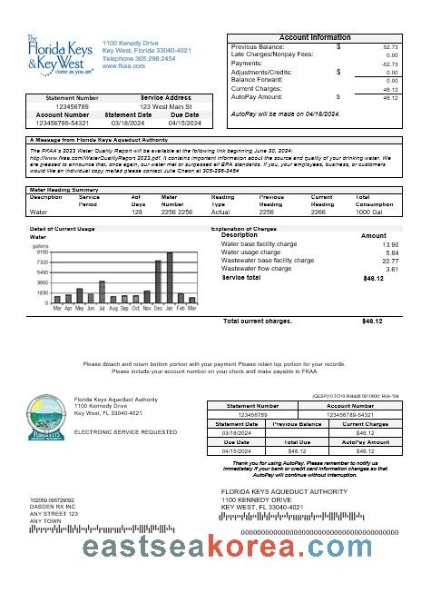 The
Florida Keys
& Key West
come as you are
1100 Kenedy Drive
Key West, Florida 33040-4021
Telephone 305.296.2454
www.fkaa.com
Account Information
Previous Balance: $ 52.73
Late Charges/Nonpay Fees: 0.00
Payments: -52.73
Adjustments/Credits: $ 0.00
Balance Forward: 0.00
Current Charges: 46.12
AutoPay Amount: $ 46.12
AutoPay will be made on 04/16/2024.
Statement Number Service Address
123456789 123 West Main St
Account Number Statement Date Due Date
123456789-54321 03/18/2024 04/15/2024
A Message from Florida Keys Aqueduct Authority
The FKAA's 2023 Water Quality Report will be available at the following link beginning June 30, 2024:
http://www.fkaa.com/WaterQualityReport 2023.pdf. It contains important information about the source and quality of your drinking water. We
are pleased to announce that, once again, our water met or surpassed all EPA standards. If you, your employees, business, or customers
would like an individual copy mailed please contact Julie Cheon at 305-295-2454
Meter Reading Summary
Description Service Period Days Meter Number Reading Type Previous Reading Current Reading Total Consumption
Water 128 2256 2256 Actual 2256 2266 1000 Gal
Detail of Current Usage
Water
gallons
9150
7320
5490
3660
1830
0
Mar Apr May Jun Jul Aug Sep Oct Nov Dec Jan Feb Mar
Explanation of Charges
Description Amount
Water base facility charge 13.90
Water usage charge 5.84
Wastewater base facility charge 22.77
Wastewater flow charge 3.61
Service total $46.12
Total current charges. $46.12
Please detach and return bottom portion with your payment Please retain top portion for your records.
Please include your account number on your check and make payable to FKAA.
Florida Keys Aqueduct Authority
1100 Kennedy Drive
Key West, FL 33040-4021
ELECTRONIC SERVICE REQUESTED
Statement Number Account Number
123456789 123456789-54321
Statement Date Previous Balance Current Charges
03/18/2024 $46.12
Due Date Total Due AutoPay Amount
04/15/2024 $46.12 $46.12
Thank you for using AutoPay. Please remember to notify us
immediately if your bank or credit card information changes so that
AutoPay will continue without interruption.
DASDEN RX INC
ANY STREET 123
ANY TOWN
FLORIDA KEYS AQUEDUCT AUTHORITY
1100 KENNEDY DRIVE
KEY WEST, FL 33040-4021
eastseakorea.com